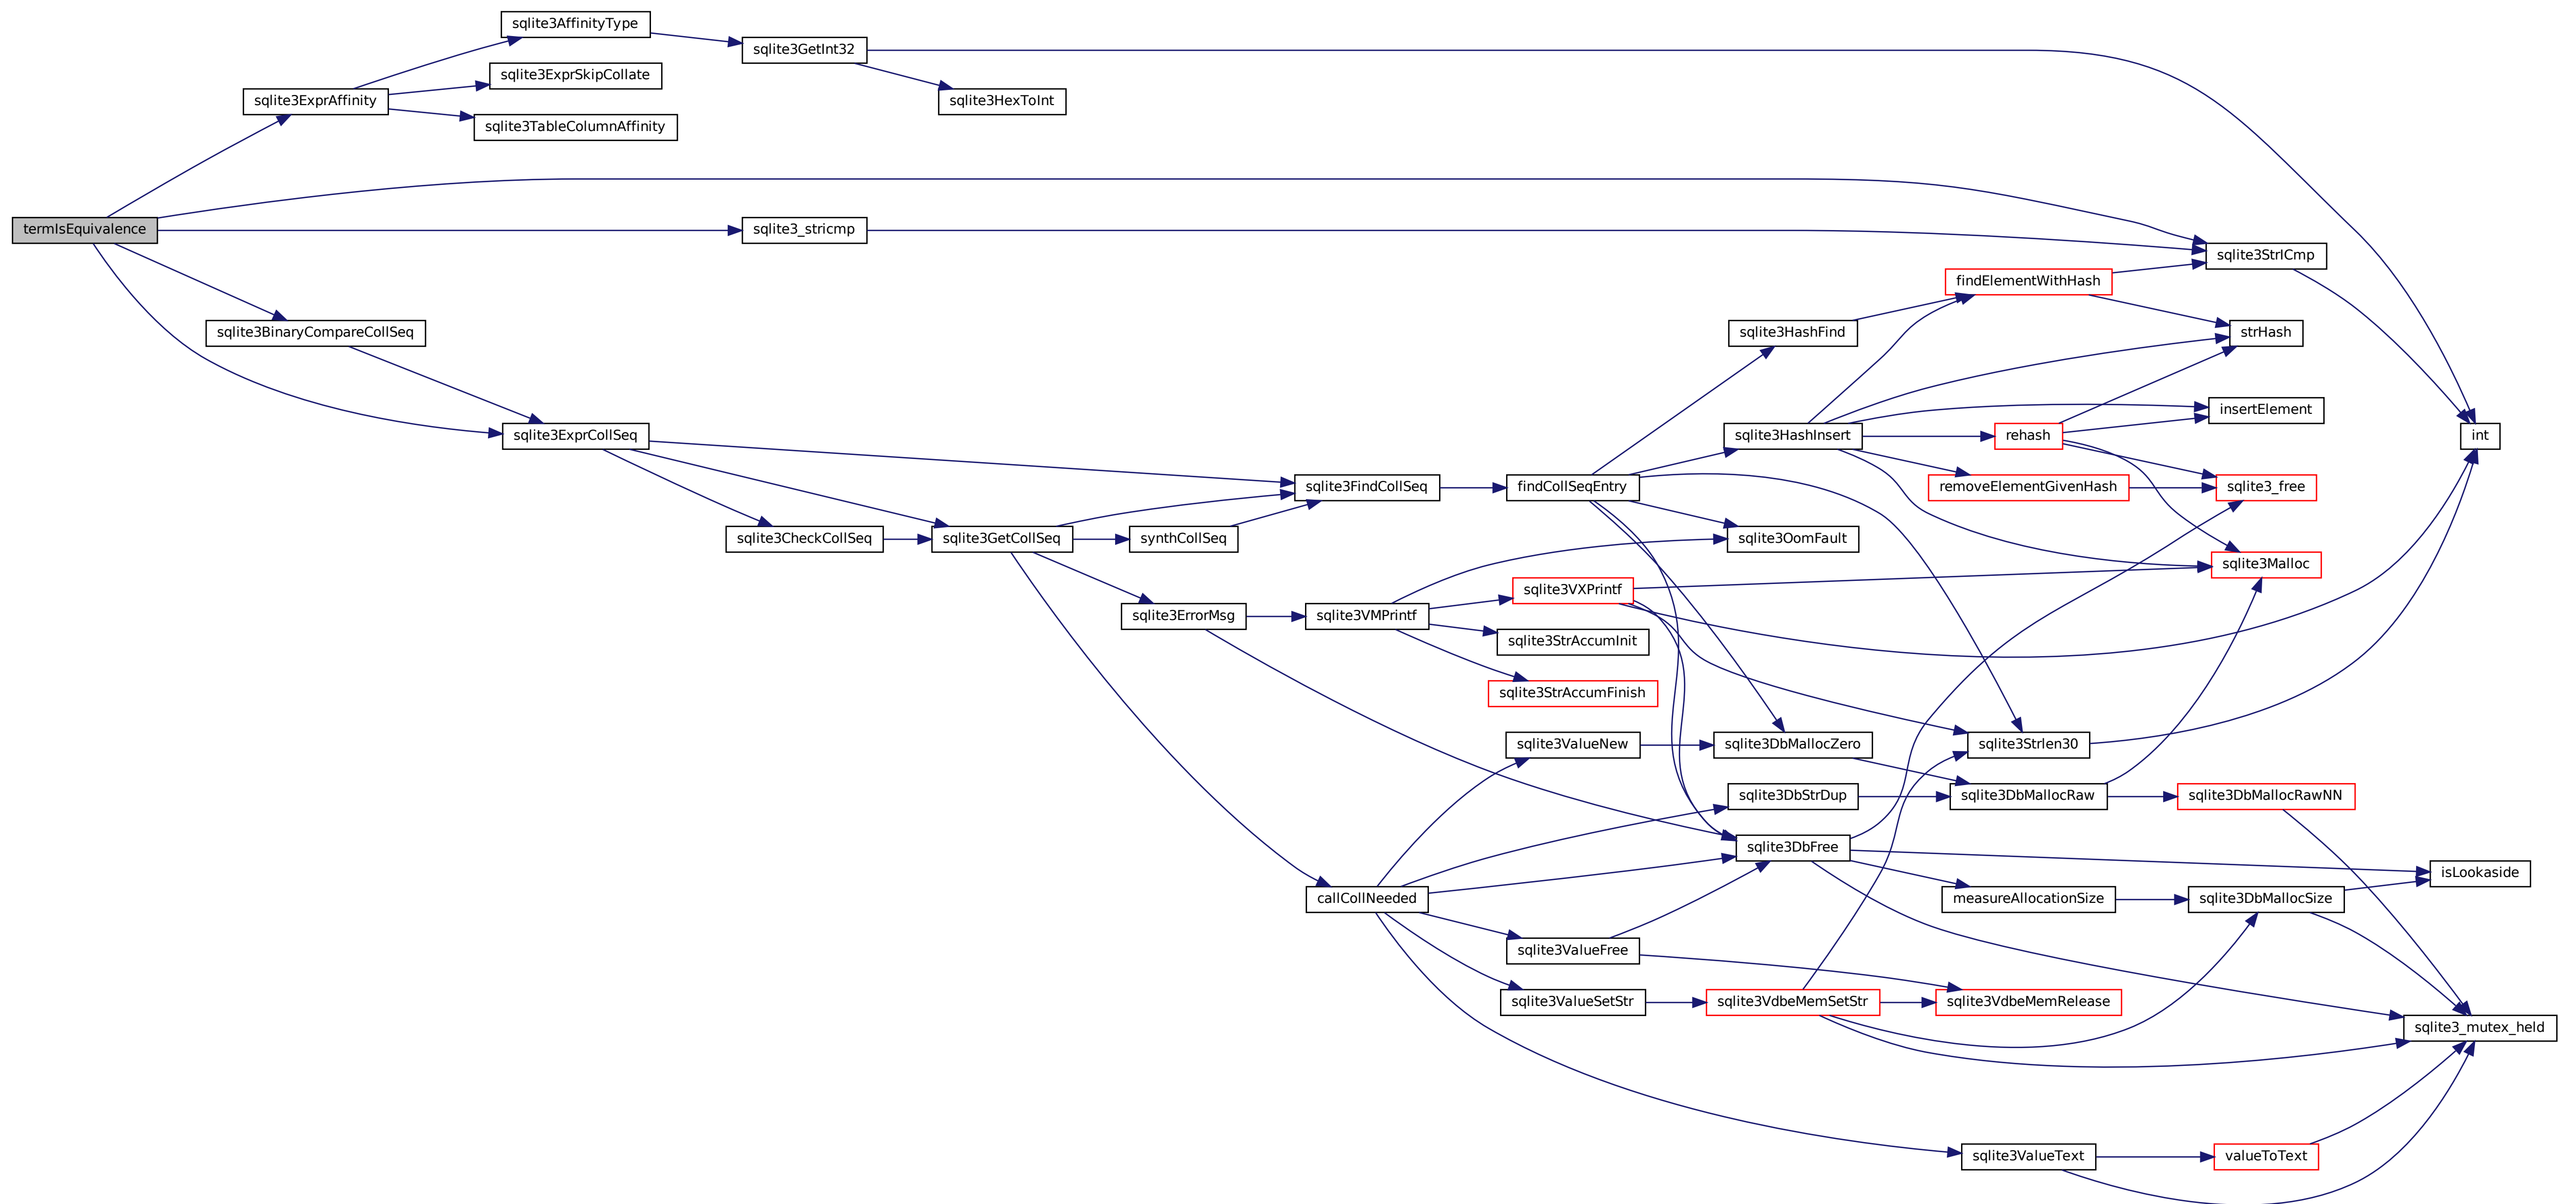 sqlite3AffinityType
sqlite3GetInt32
sqlite3ExprSkipCollate
sqlite3ExprAffinity
sqlite3HexToInt
sqlite3TableColumnAffinity
termIsEquivalence
sqlite3_stricmp
sqlite3StrICmp
findElementWithHash
sqlite3BinaryCompareCollSeq
sqlite3HashFind
strHash
insertElement
sqlite3ExprCollSeq
sqlite3HashInsert
rehash
int
sqlite3FindCollSeq
findCollSeqEntry
removeElementGivenHash
sqlite3_free
sqlite3CheckCollSeq
sqlite3GetCollSeq
synthCollSeq
sqlite3OomFault
sqlite3Malloc
sqlite3VXPrintf
sqlite3ErrorMsg
sqlite3VMPrintf
sqlite3StrAccumInit
sqlite3StrAccumFinish
sqlite3ValueNew
sqlite3DbMallocZero
sqlite3Strlen30
sqlite3DbStrDup
sqlite3DbMallocRaw
sqlite3DbMallocRawNN
sqlite3DbFree
isLookaside
callCollNeeded
measureAllocationSize
sqlite3DbMallocSize
sqlite3ValueFree
sqlite3ValueSetStr
sqlite3VdbeMemSetStr
sqlite3VdbeMemRelease
sqlite3_mutex_held
sqlite3ValueText
valueToText